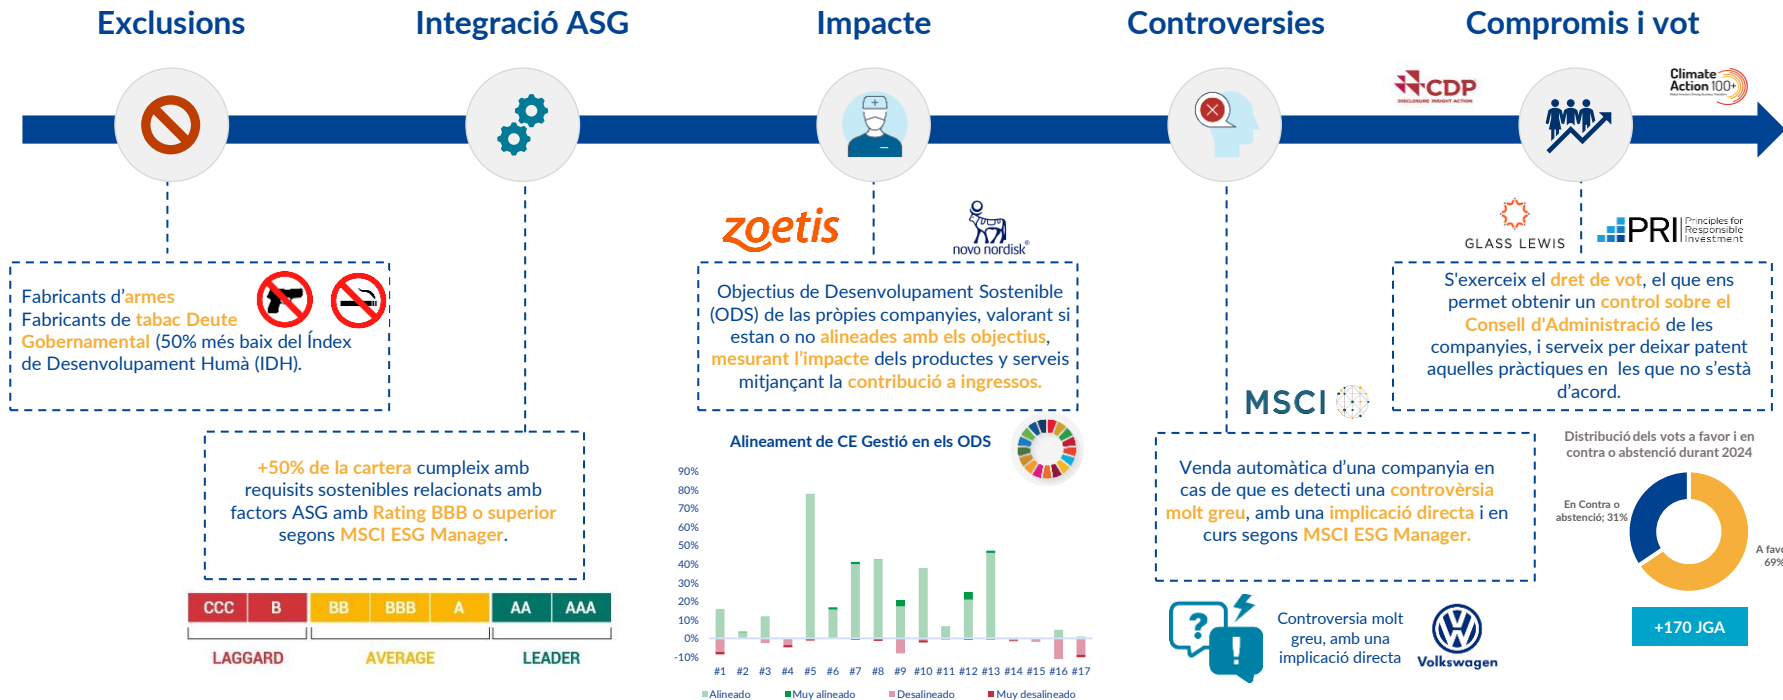 Exclusions
Integració ASG
Impacte
Controversies
Compromis i vot
CDP
DISCLOSURE INSIGHT ACTION
Climate
Action 100+
zoetis
novo nordisk®
GLASS LEWIS
PRI
Principles for
Responsible
Investment
Fabricants d’armes
Fabricants de tabac Deute
Gobernamental (50% més baix del Índex
de Desenvolupament Humà (IDH).
+50% de la cartera cumpleix amb
requisits sostenibles relacionats amb
factors ASG amb Rating BBB o superior
segons MSCI ESG Manager.
CCC B BB BBB A AA AAA
LAGGARD AVERAGE LEADER
Objectius de Desenvolupament Sostenible
(ODS) de las pròpies companyies, valorant si
estan o no alineades amb els objectius,
mesurant l’impacte dels productes y serveis
mitjançant la contribució a ingressos.
Alineament de CE Gestió en els ODS
90%
80%
70%
60%
50%
40%
30%
20%
10%
0%
-10%
#1 #2 #3 #4 #5 #6 #7 #8 #9 #10 #11 #12 #13 #14 #15 #16 #17
Alineado Muy alineado Desalineado Muy desalineado
MSCI
Venda automàtica d’una companyia en
cas de que es detecti una controvèrsia
molt greu, amb una implicació directa i en
curs segons MSCI ESG Manager.
Controversia molt
greu, amb una
implicació directa
Volkswagen
S'exerceix el dret de vot, el que ens
permet obtenir un control sobre el
Consell d'Administració de les
companyies, i serveix per deixar patent
aquelles pràctiques en les que no s’està
d’acord.
Distribució dels vots a favor i en
contra o abstenció durant 2024
En Contra o
abstenció; 31%
A favo
69%
+170 JGA